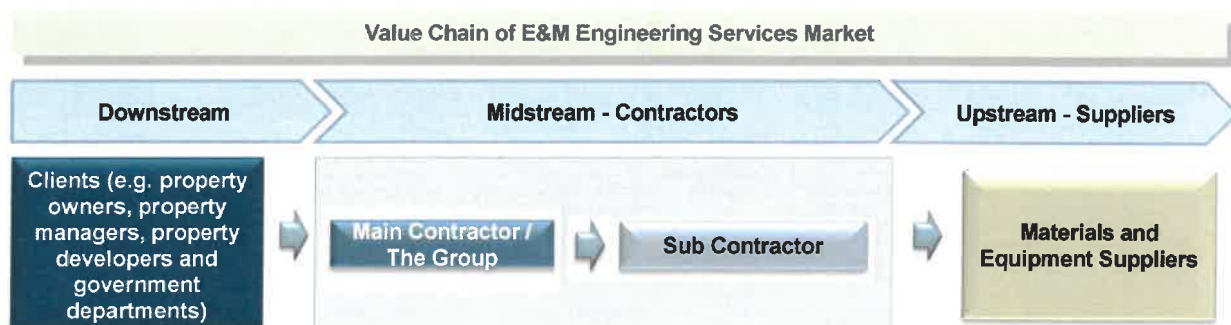 Value Chain of E&M Engineering Services Market
Downstream
Midstream - Contractors
Upstream - Suppliers
Clients (e.g. property
owners, property
managers, property
developers and
government
departments)
Main Contractor /
The Group
Sub Contractor
Materials and
Equipment Suppliers